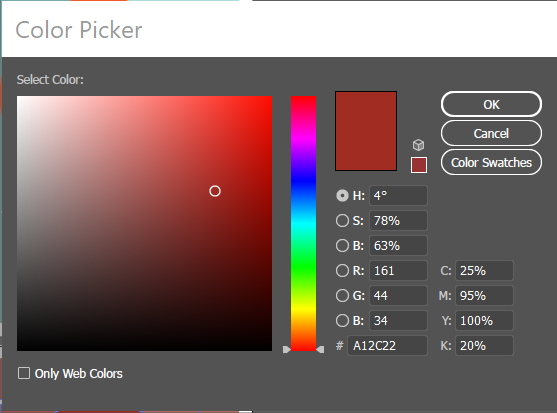 Color Picker
Select Color:
OK
Cancel
Color Swatches
H: 4°
S: 78%
B: 63%
R: 161 C: 25%
G: 44 M: 95%
B: 34 Y: 100%
# A12C22 K: 20%
Only Web Colors